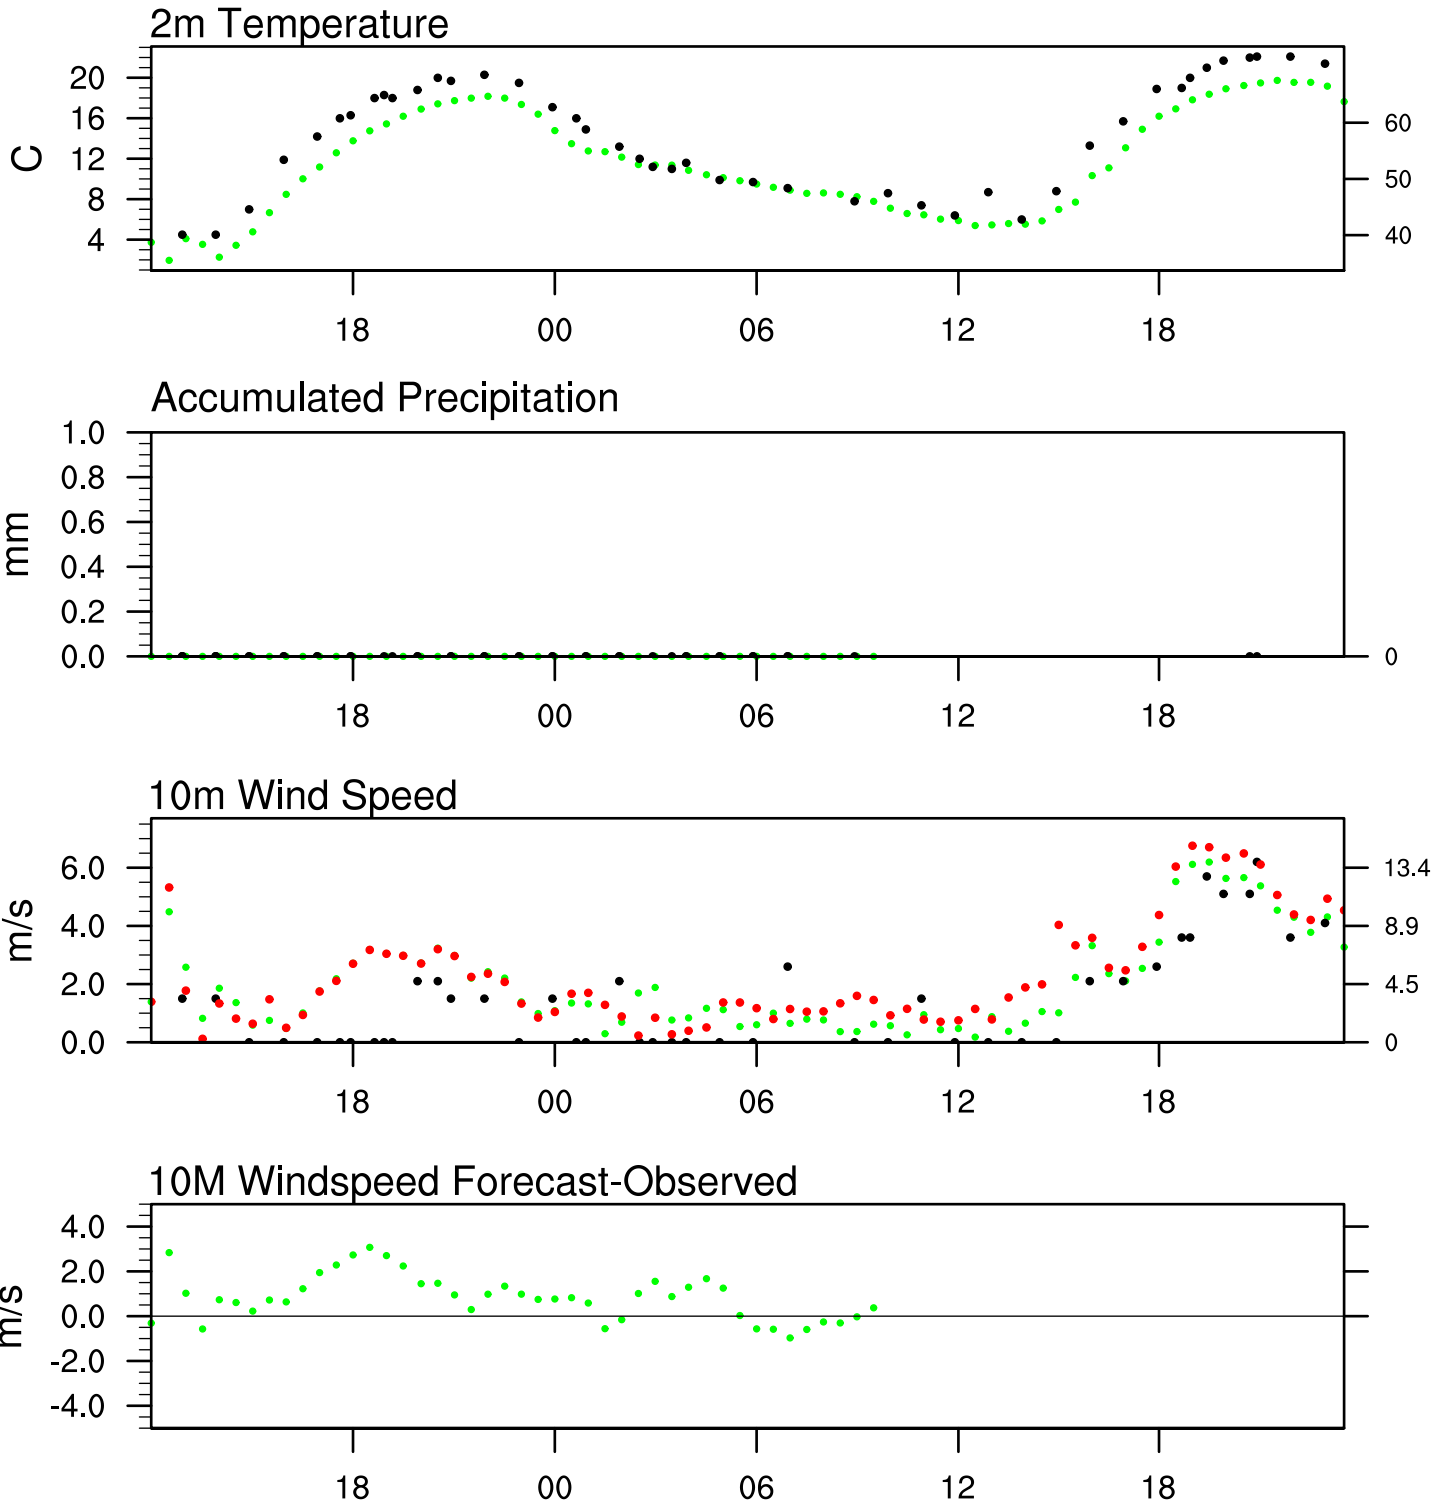 2m Temperature
20
16
12
8
4
C
60
50
40
18 00 06 12 18
Accumulated Precipitation
1.0
0.8
0.6
0.4
0.2
0.0
mm
0
18 00 06 12 18
10m Wind Speed
6.0
4.0
2.0
0.0
m/s
13.4
8.9
4.5
0
18 00 06 12 18
10M Windspeed Forecast-Observed
4.0
2.0
0.0
-2.0
-4.0
m/s
18 00 06 12 18